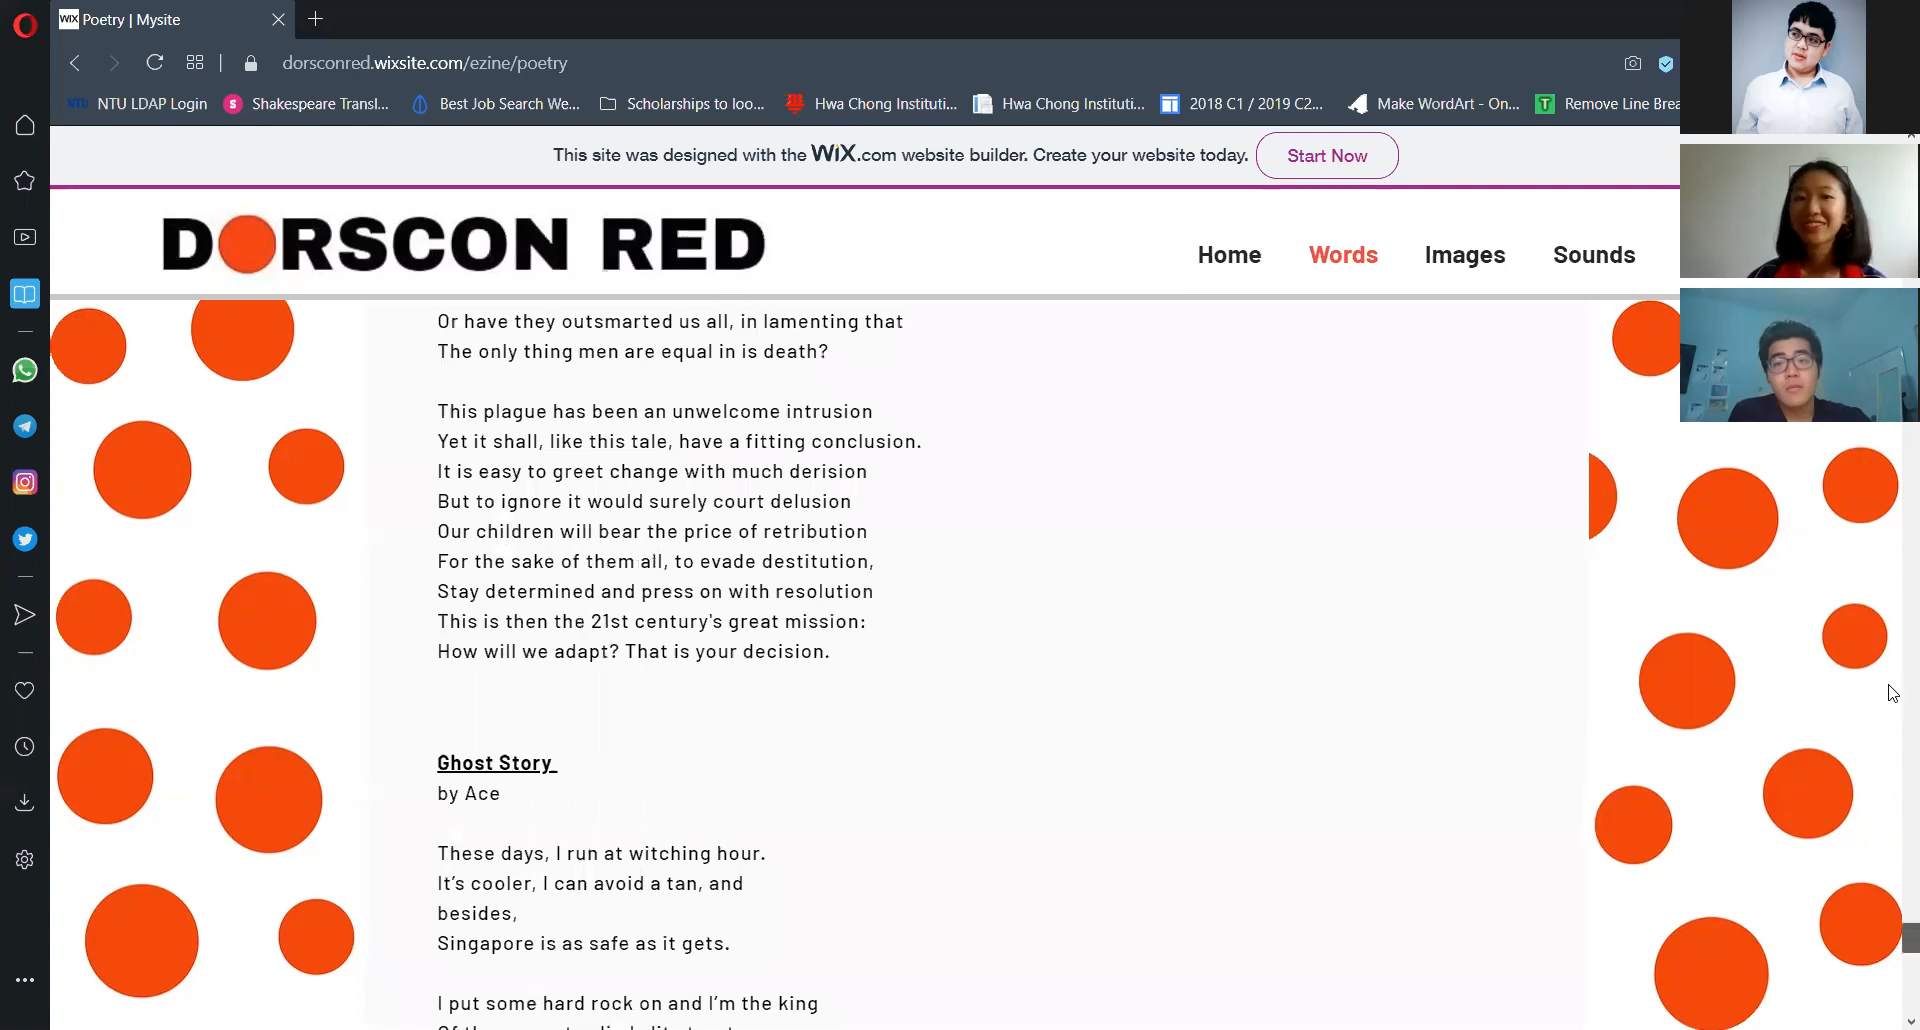 WiX Poetry | Mysite
dorsconred.wixsite.com/ezine/poetry
NTU NTU LDAP Login
S Shakespeare Transl...
Best Job Search We...
Scholarships to loo...
Hwa Chong Instituti...
Hwa Chong Instituti...
2018 C1 / 2019 C2...
Make WordArt - On...
T Remove Line Brea
This site was designed with the WiX.com website builder. Create your website today.
Start Now
DORSCON RED
Home
Words
Images
Sounds
Or have they outsmarted us all, in lamenting that
The only thing men are equal in is death?
This plague has been an unwelcome intrusion
Yet it shall, like this tale, have a fitting conclusion.
It is easy to greet change with much derision
But to ignore it would surely court delusion
Our children will bear the price of retribution
For the sake of them all, to evade destitution,
Stay determined and press on with resolution
This is then the 21st century's great mission:
How will we adapt? That is your decision.
Ghost Story
by Ace
These days, I run at witching hour.
It’s cooler, I can avoid a tan, and
besides,
Singapore is as safe as it gets.
I put some hard rock on and I’m the king